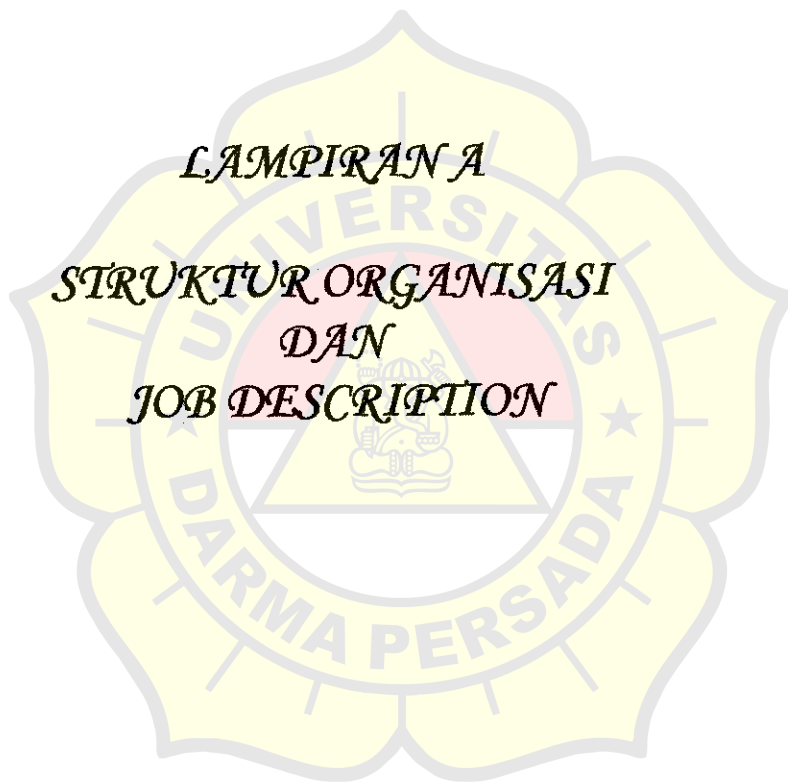 LAMPIRAN A
STRUKTUR ORGANISASI
DAN
JOB DESCRIPTION
UNIVERSITAS
DARMA PERSADA